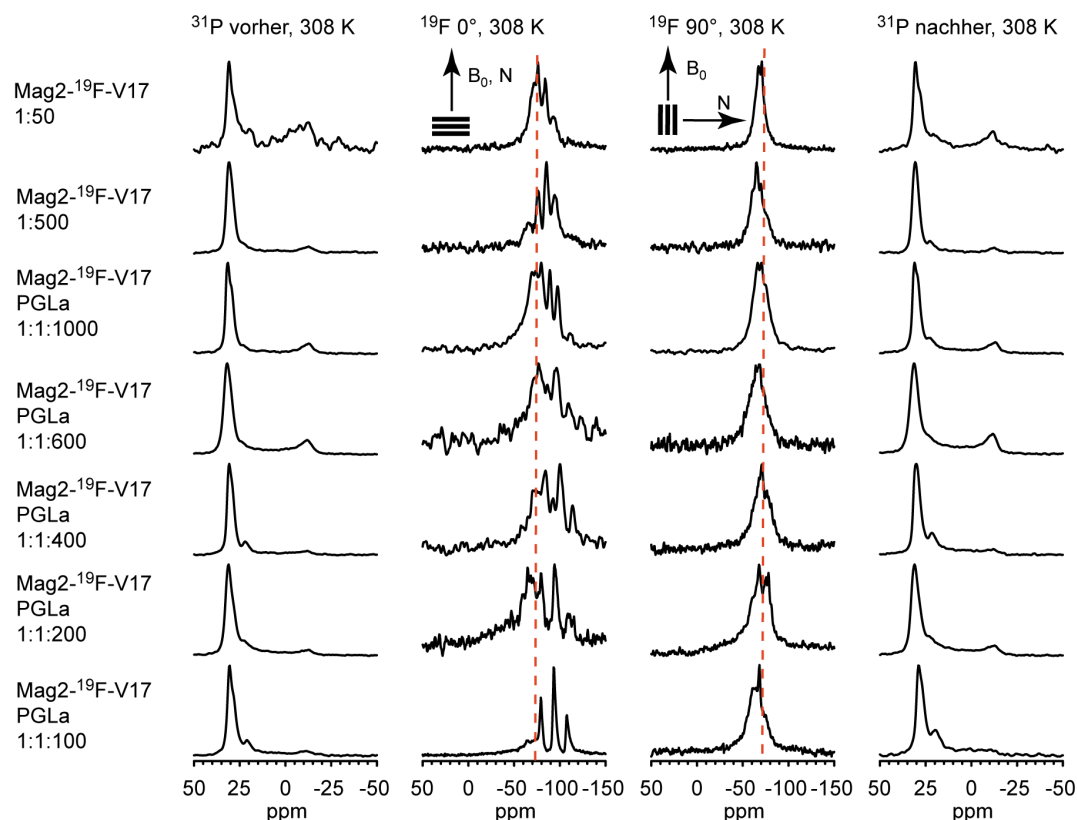 ³¹P vorher, 308 K
¹⁹F 0°, 308 K
¹⁹F 90°, 308 K
³¹P nachher, 308 K
B₀, N
B₀
N
Mag2-¹⁹F-V17
1:50
Mag2-¹⁹F-V17
1:500
Mag2-¹⁹F-V17
PGLa
1:1:1000
Mag2-¹⁹F-V17
PGLa
1:1:600
Mag2-¹⁹F-V17
PGLa
1:1:400
Mag2-¹⁹F-V17
PGLa
1:1:200
Mag2-¹⁹F-V17
PGLa
1:1:100
50 25 0 -25 -50
ppm
50 0 -50 -100 -150
ppm
50 0 -50 -100 -150
ppm
50 25 0 -25 -50
ppm